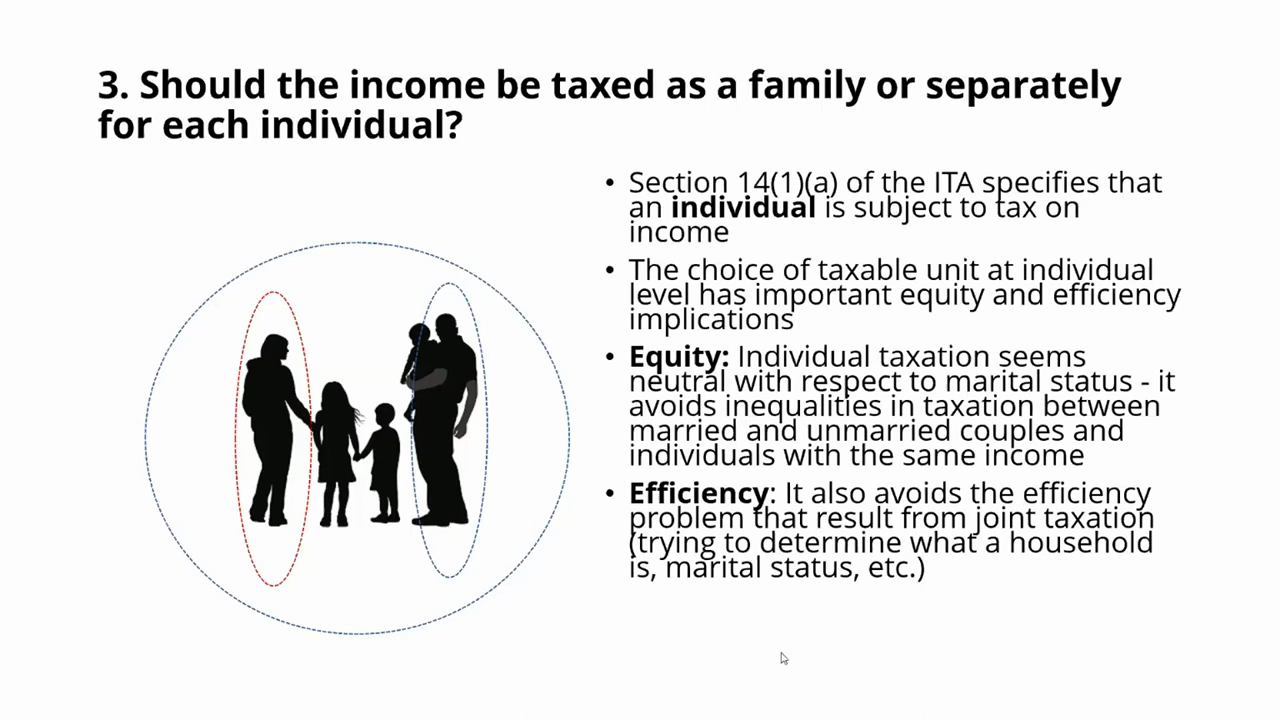 3. Should the income be taxed as a family or separately
for each individual?
• Section 14(1)(a) of the ITA specifies that
an individual is subject to tax on
income
• The choice of taxable unit at individual
level has important equity and efficiency
implications
• Equity: Individual taxation seems
neutral with respect to marital status - it
avoids inequalities in taxation between
married and unmarried couples and
individuals with the same income
• Efficiency: It also avoids the efficiency
problem that result from joint taxation
(trying to determine what a household
is, marital status, etc.)